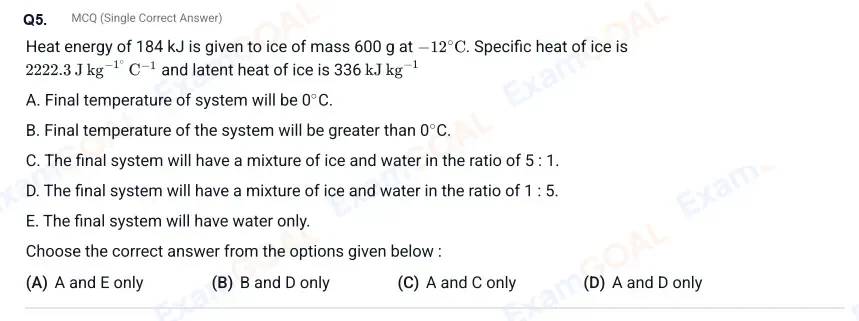 Q5. MCQ (Single Correct Answer)
Heat energy of 184 kJ is given to ice of mass 600 g at −12°C. Specific heat of ice is
2222.3 J kg⁻¹° C⁻¹ and latent heat of ice is 336 kJ kg⁻¹
A. Final temperature of system will be 0°C.
B. Final temperature of the system will be greater than 0°C.
C. The final system will have a mixture of ice and water in the ratio of 5 : 1.
D. The final system will have a mixture of ice and water in the ratio of 1 : 5.
E. The final system will have water only.
Choose the correct answer from the options given below :
(A) A and E only (B) B and D only (C) A and C only (D) A and D only
ExamGOAL